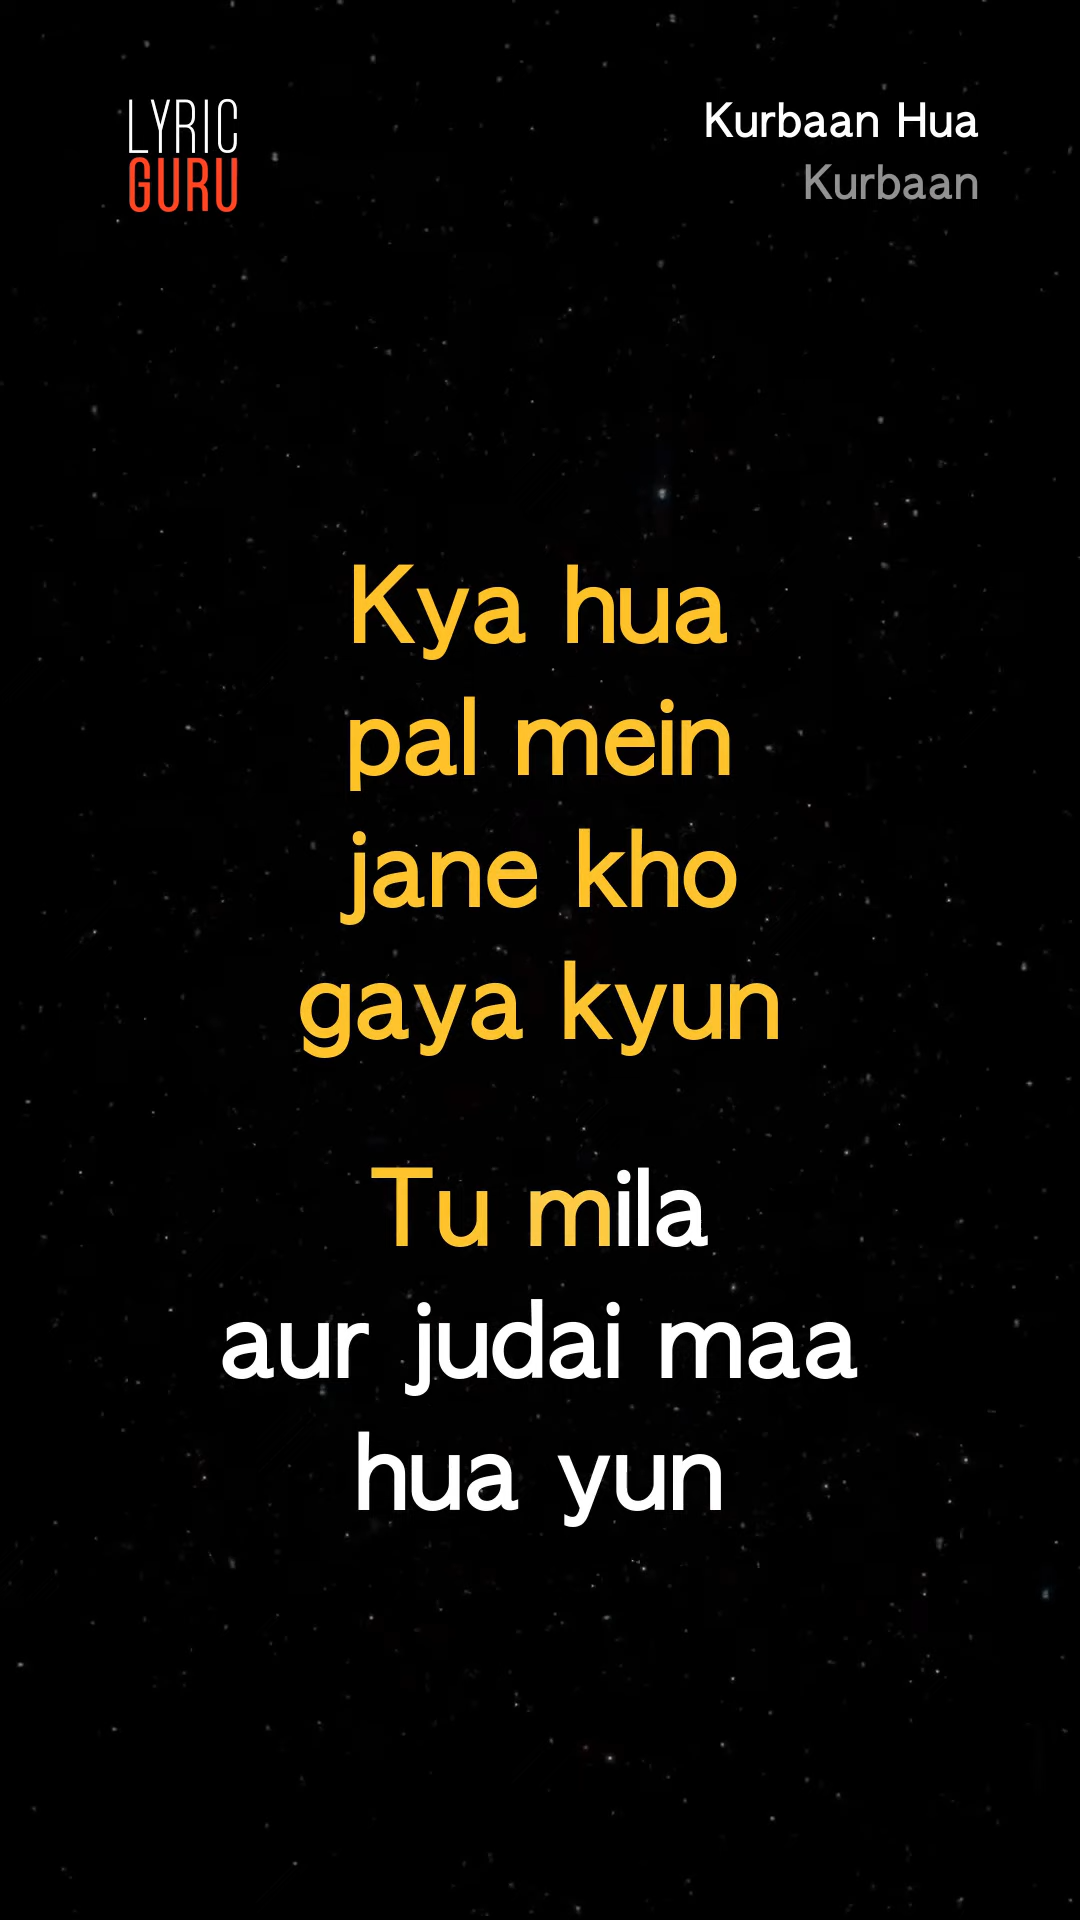 LYRIC
GURU
Kurbaan Hua
Kurbaan
Kya hua
pal mein
jane kho
gaya kyun
Tu mila
aur judai maa
hua yun